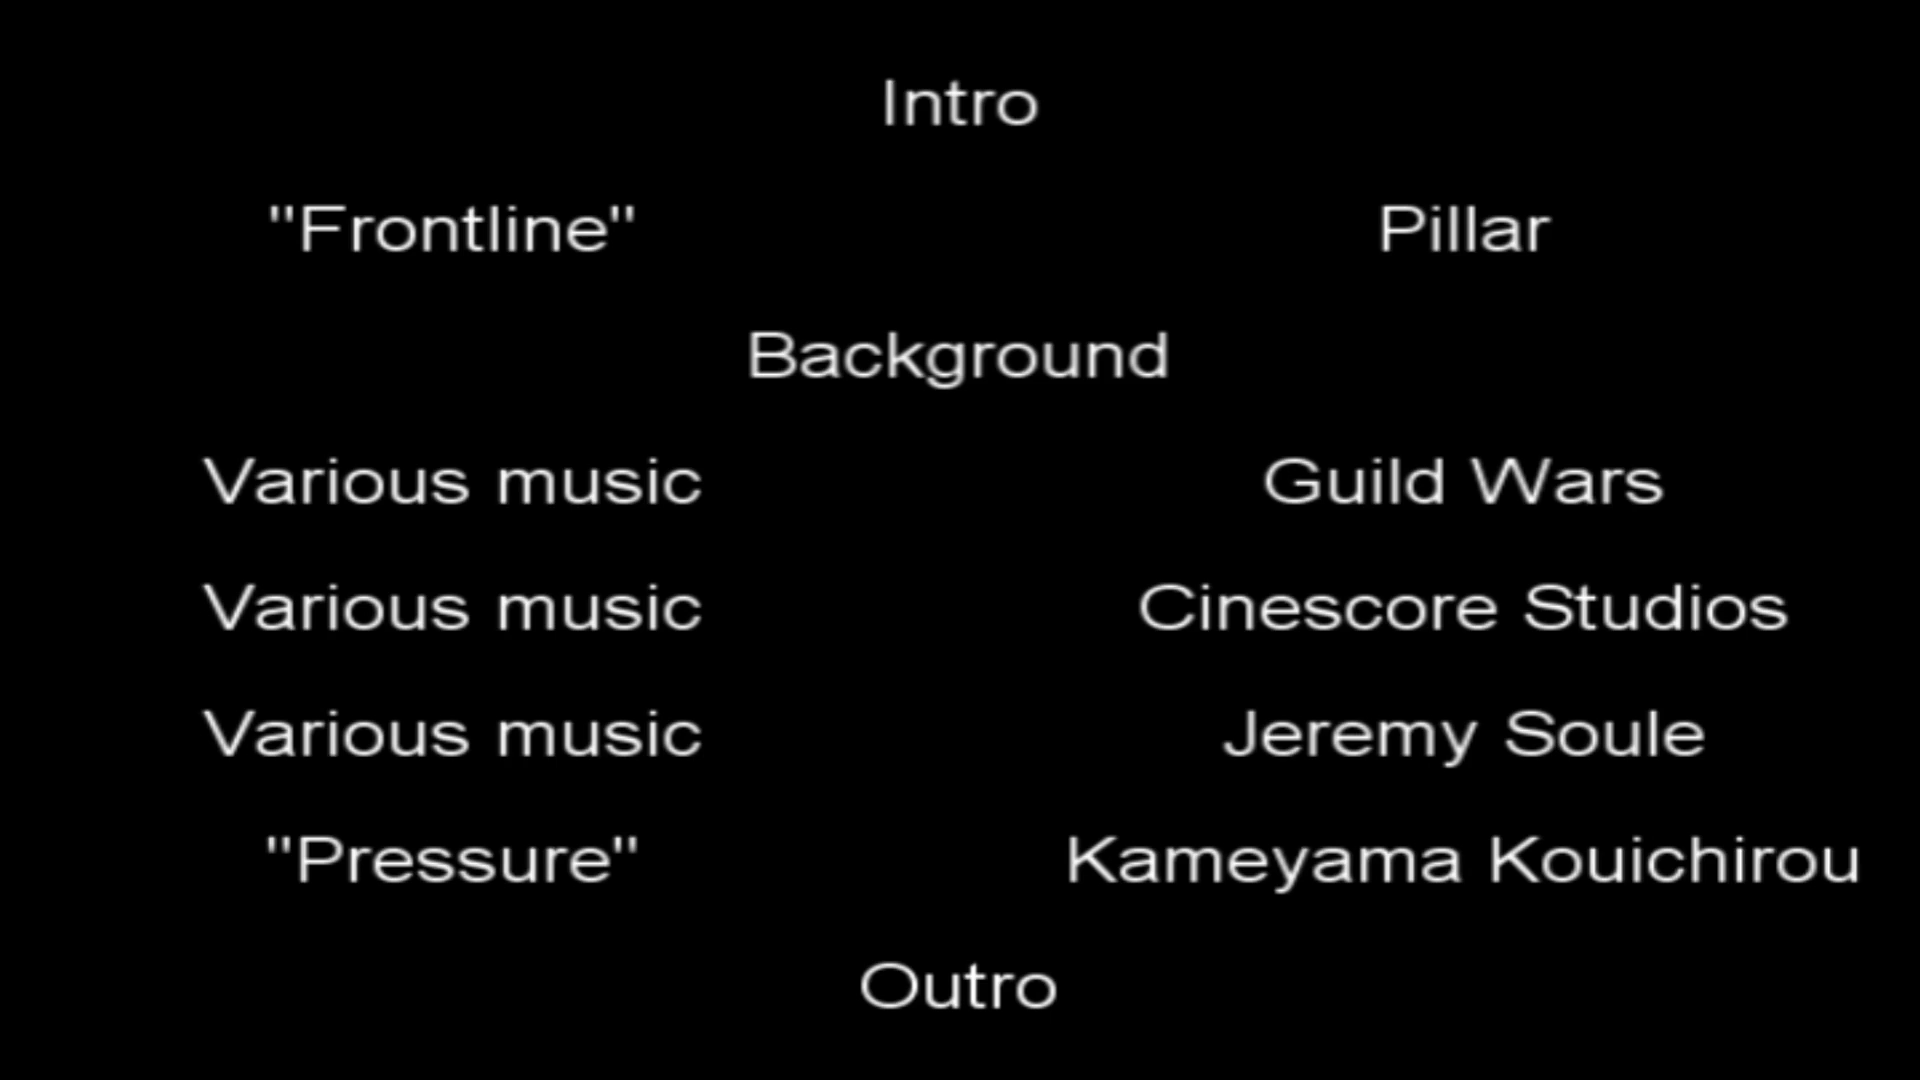 Intro
"Frontline" Pillar
Background
Various music Guild Wars
Various music Cinescore Studios
Various music Jeremy Soule
"Pressure" Kameyama Kouichirou
Outro